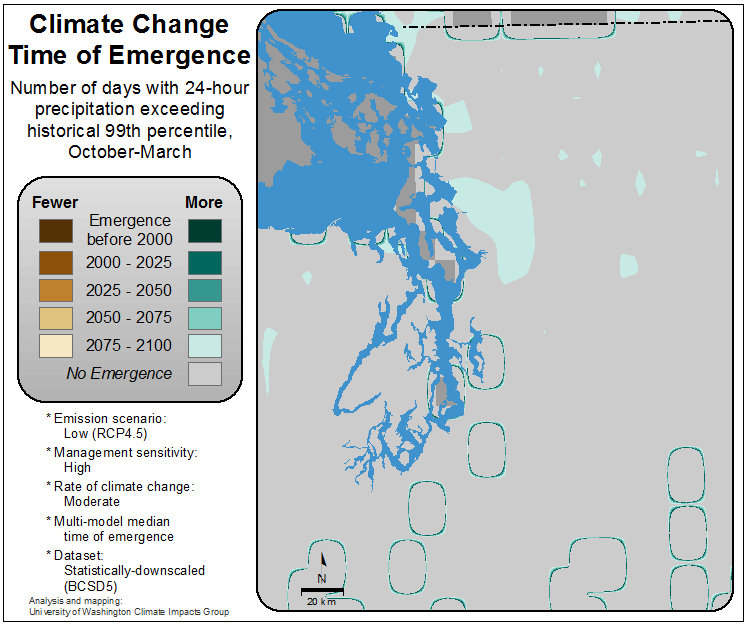 Climate Change
Time of Emergence
Number of days with 24-hour
precipitation exceeding
historical 99th percentile,
October-March
Fewer More
Emergence
before 2000
2000 - 2025
2025 - 2050
2050 - 2075
2075 - 2100
No Emergence
* Emission scenario:
Low (RCP4.5)
* Management sensitivity:
High
* Rate of climate change:
Moderate
* Multi-model median
time of emergence
* Dataset:
Statistically-downscaled
(BCSD5)
Analysis and mapping:
University of Washington Climate Impacts Group
N
20 km